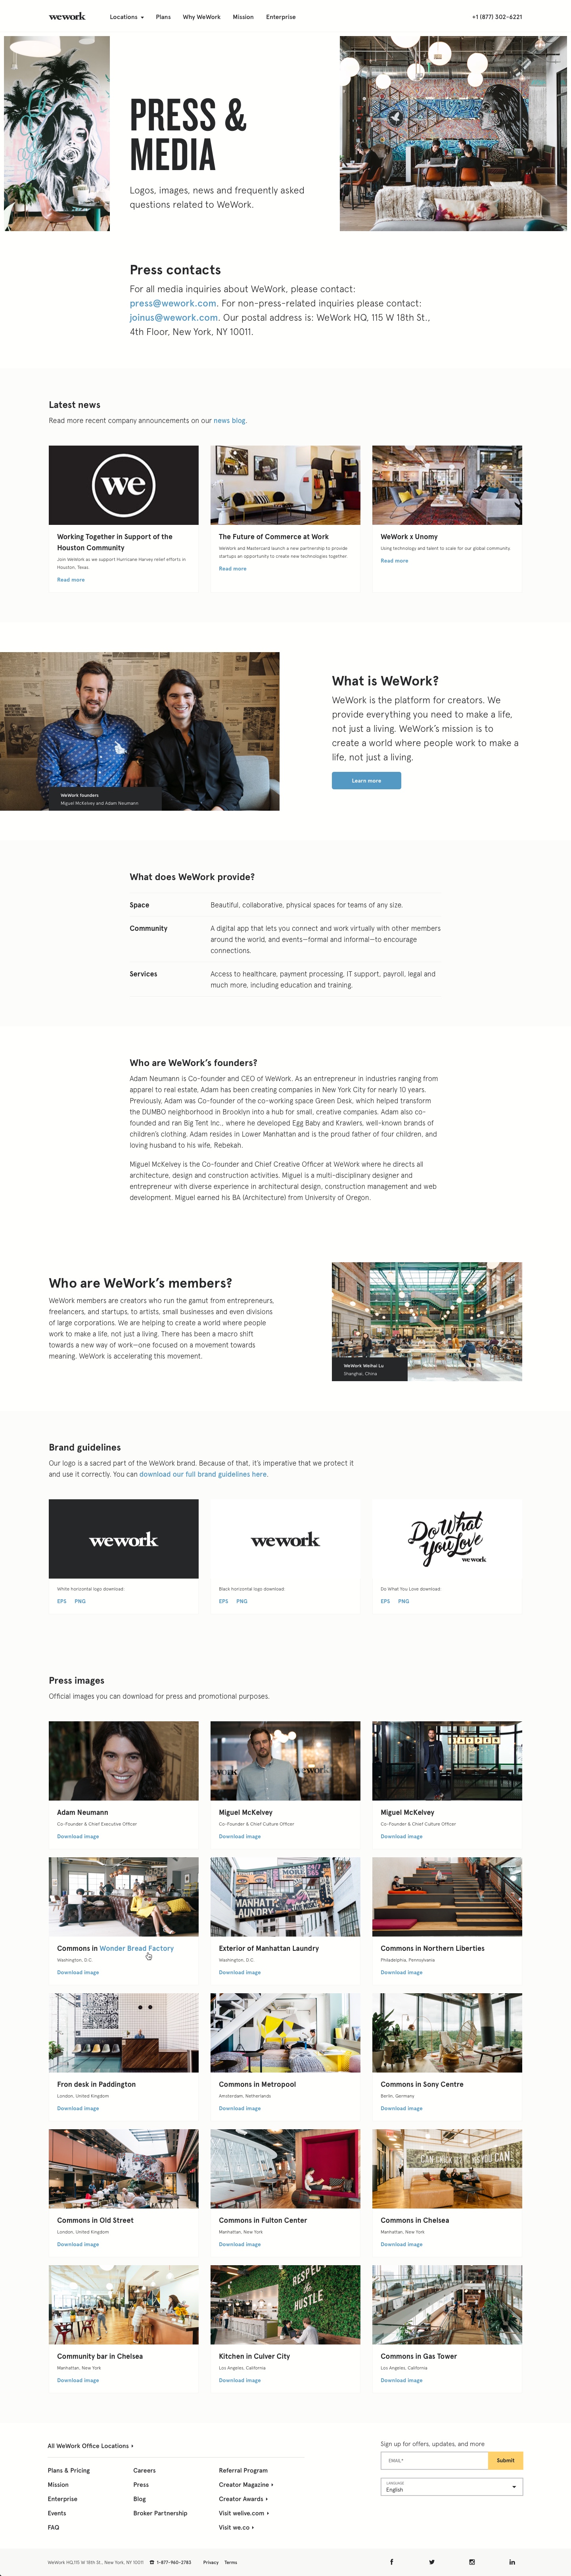 wework Locations Plans Why WeWork Mission Enterprise +1 (877) 302-6221
PRESS &
MEDIA
Logos, images, news and frequently asked
questions related to WeWork.
Press contacts
For all media inquiries about WeWork, please contact:
press@wework.com. For non-press-related inquiries please contact:
joinus@wework.com. Our postal address is: WeWork HQ, 115 W 18th St.,
4th Floor, New York, NY 10011.
Latest news
Read more recent company announcements on our news blog.
we
Working Together in Support of the
Houston Community
Join WeWork as we support Hurricane Harvey relief efforts in
Houston, Texas.
Read more
The Future of Commerce at Work
WeWork and Mastercard launch a new partnership to provide
startups an opportunity to create new technologies together.
Read more
WeWork x Unomy
Using technology and talent to scale for our global community.
Read more
WeWork founders
Miguel McKelvey and Adam Neumann
What is WeWork?
WeWork is the platform for creators. We
provide everything you need to make a life,
not just a living. WeWork's mission is to
create a world where people work to make a
life, not just a living.
Learn more
What does WeWork provide?
Space Beautiful, collaborative, physical spaces for teams of any size.
Community A digital app that lets you connect and work virtually with other members
around the world, and events—formal and informal—to encourage
connections.
Services Access to healthcare, payment processing, IT support, payroll, legal and
much more, including education and training.
Who are WeWork's founders?
Adam Neumann is Co-founder and CEO of WeWork. As an entrepreneur in industries ranging from
apparel to real estate, Adam has been creating companies in New York City for nearly 10 years.
Previously, Adam was Co-founder of the co-working space Green Desk, which helped transform
the DUMBO neighborhood in Brooklyn into a hub for small, creative companies. Adam also co-
founded and ran Big Tent Inc., where he developed Egg Baby and Krawlers, well-known brands of
children's clothing. Adam resides in Lower Manhattan and is the proud father of four children, and
loving husband to his wife, Rebekah.
Miguel McKelvey is the Co-founder and Chief Creative Officer at WeWork where he directs all
architecture, design and construction activities. Miguel is a multi-disciplinary designer and
entrepreneur with diverse experience in architectural design, construction management and web
development. Miguel earned his BA (Architecture) from University of Oregon.
Who are WeWork's members?
WeWork members are creators who run the gamut from entrepreneurs,
freelancers, and startups, to artists, small businesses and even divisions
of large corporations. We are helping to create a world where people
work to make a life, not just a living. There has been a macro shift
towards a new way of work—one focused on a movement towards
meaning. WeWork is accelerating this movement.
WeWork Weihai Lu
Shanghai, China
Brand guidelines
Our logo is a sacred part of the WeWork brand. Because of that, it's imperative that we protect it
and use it correctly. You can download our full brand guidelines here.
wework
White horizontal logo download:
EPS PNG
wework
Black horizontal logo download
EPS PNG
Do What
You Love
wework
Do What You Love download
EPS PNG
Press images
Official images you can download for press and promotional purposes.
Adam Neumann
Co-Founder & Chief Executive Officer
Download image
Miguel McKelvey
Co-Founder & Chief Culture Officer
Download image
Miguel McKelvey
Co-Founder & Chief Culture Officer
Download image
Commons in Wonder Bread Factory
Washington, D.C.
Download image
MANHATTAN
LAUNDRY
MORE
365
Exterior of Manhattan Laundry
Washington, D.C.
Download image
Commons in Northern Liberties
Philadelphia, Pennsylvania
Download image
Fron desk in Paddington
London, United Kingdom
Download image
Commons in Metropool
Amsterdam, Netherlands
Download image
Commons in Sony Centre
Berlin, Germany
Download image
Commons in Old Street
London, United Kingdom
Download image
Commons in Fulton Center
Manhattan, New York
Download image
Commons in Chelsea
Manhattan, New York
Download image
Community bar in Chelsea
Manhattan, New York
Download image
RESPECT
the
HUSTLE
Kitchen in Culver City
Los Angeles, California
Download image
Commons in Gas Tower
Los Angeles, California
Download image
All WeWork Office Locations
Plans & Pricing Careers Referral Program
Mission Press Creator Magazine
Enterprise Blog Creator Awards
Events Broker Partnership Visit welive.com
FAQ Visit we.co
Sign up for offers, updates, and more
EMAIL* Submit
LANGUAGE
English
WeWork HQ,115 W 18th St., New York, NY 10011 1-877-960-2783 Privacy Terms